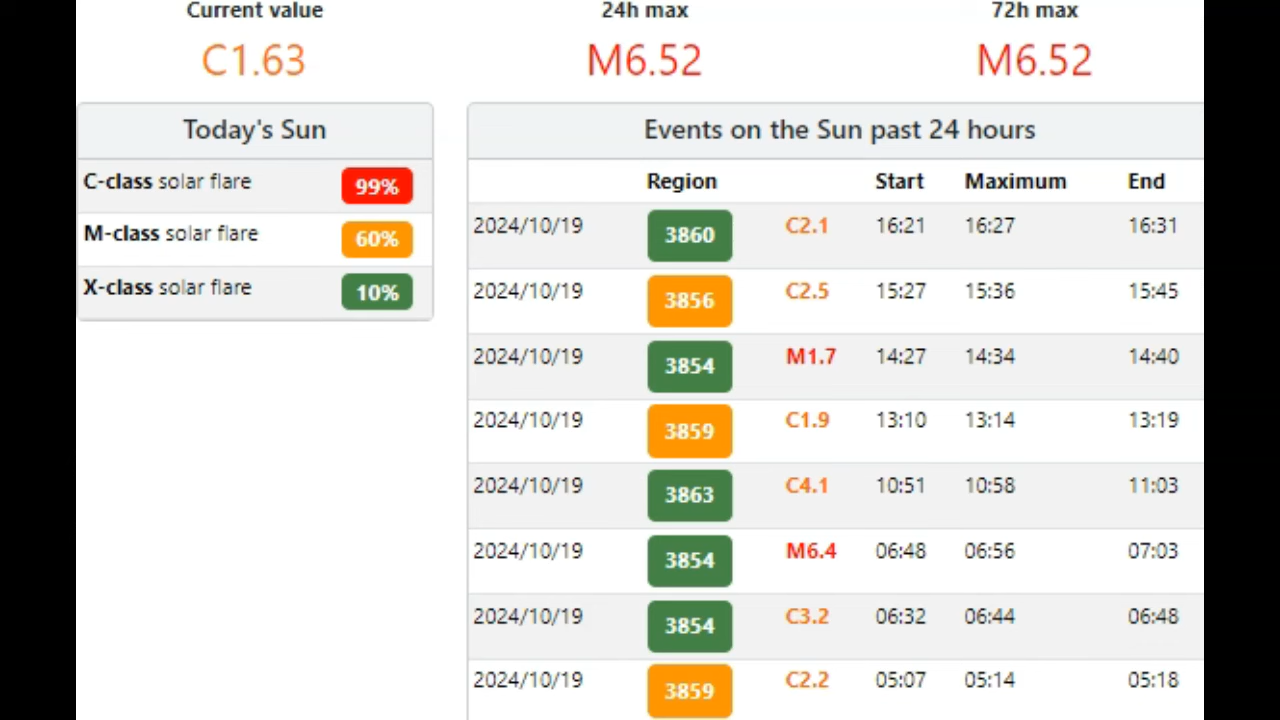 Current value 24h max 72h max
C1.63 M6.52 M6.52
Today's Sun
C-class solar flare 99%
M-class solar flare 60%
X-class solar flare 10%
Events on the Sun past 24 hours
Region Start Maximum End
2024/10/19 3860 C2.1 16:21 16:27 16:31
2024/10/19 3856 C2.5 15:27 15:36 15:45
2024/10/19 3854 M1.7 14:27 14:34 14:40
2024/10/19 3859 C1.9 13:10 13:14 13:19
2024/10/19 3863 C4.1 10:51 10:58 11:03
2024/10/19 3854 M6.4 06:48 06:56 07:03
2024/10/19 3854 C3.2 06:32 06:44 06:48
2024/10/19 3859 C2.2 05:07 05:14 05:18